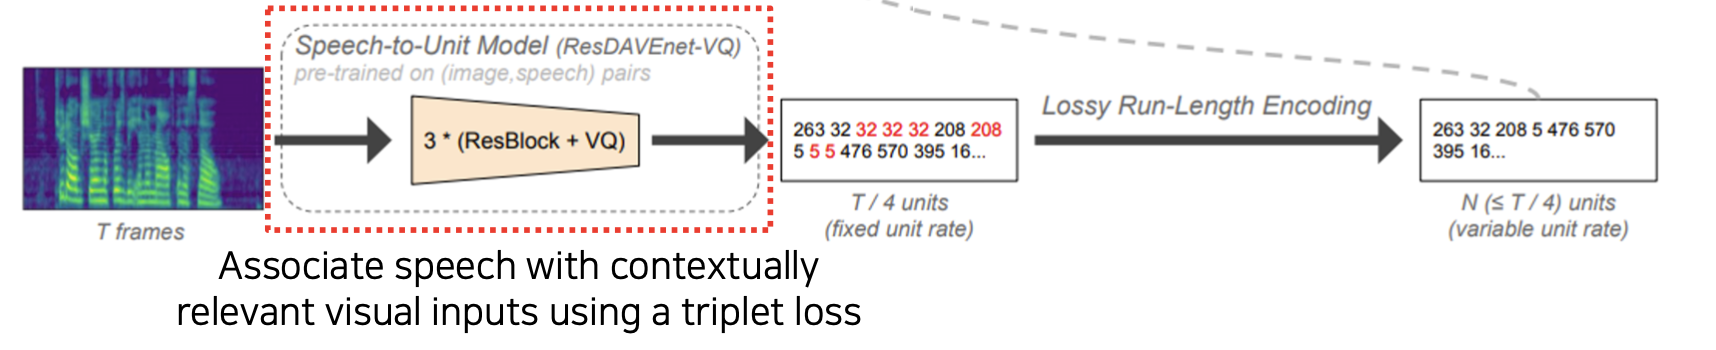 Speech-to-Unit Model (ResDAVEnet-VQ)
pre-trained on (image,speech) pairs
3 * (ResBlock + VQ)
T frames
263 32 32 32 32 208 208
5 5 5 476 570 395 16...
T / 4 units
(fixed unit rate)
Lossy Run-Length Encoding
263 32 208 5 476 570
395 16...
N (≤ T / 4) units
(variable unit rate)
Associate speech with contextually
relevant visual inputs using a triplet loss